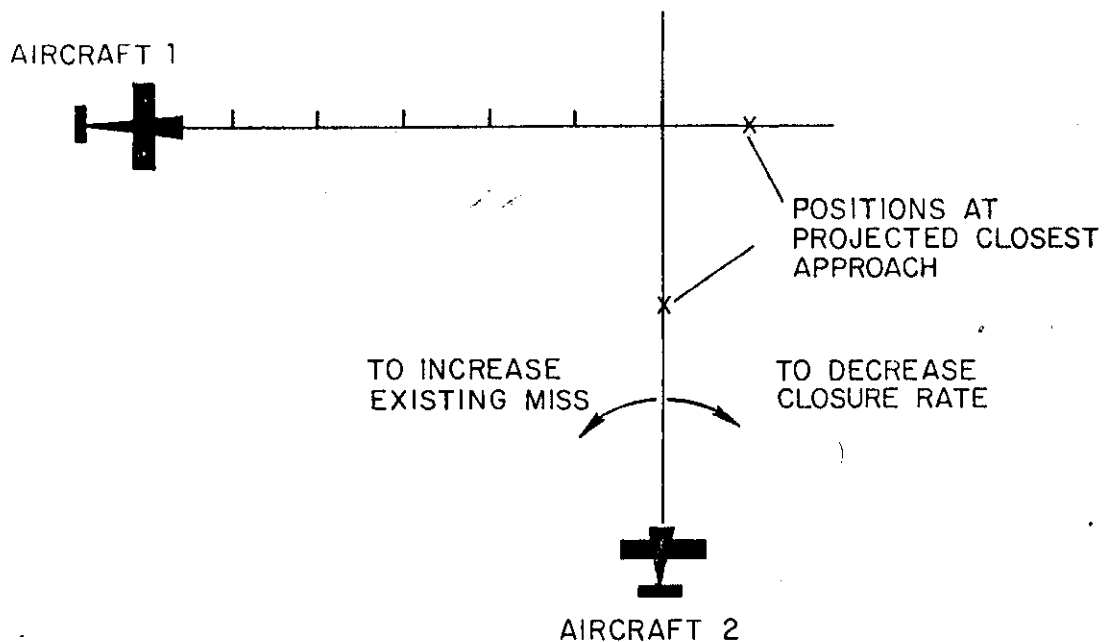 AIRCRAFT 1
POSITIONS AT
PROJECTED CLOSEST
APPROACH
TO INCREASE
EXISTING MISS
TO DECREASE
CLOSURE RATE
AIRCRAFT 2